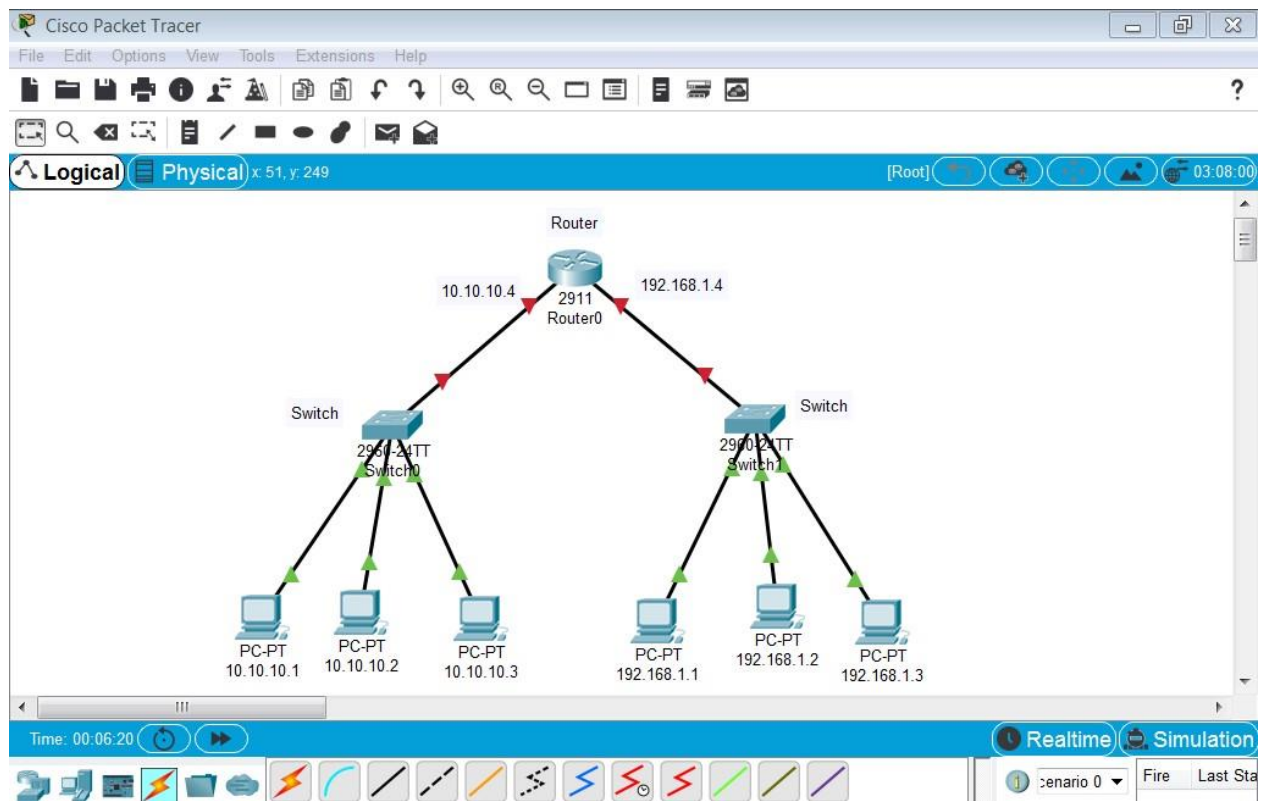 Cisco Packet Tracer
File Edit Options View Tools Extensions Help
?
Logical Physical x: 51, y: 249 [Root] 03:08:00
Router
10.10.10.4
192.168.1.4
2911
Router0
Switch
2960-24TT
Switch0
Switch
2960-24TT
Switch1
PC-PT
10.10.10.1
PC-PT
10.10.10.2
PC-PT
10.10.10.3
PC-PT
192.168.1.1
PC-PT
192.168.1.2
PC-PT
192.168.1.3
Time: 00:06:20 Realtime Simulation
1 cenario 0 Fire Last Sta